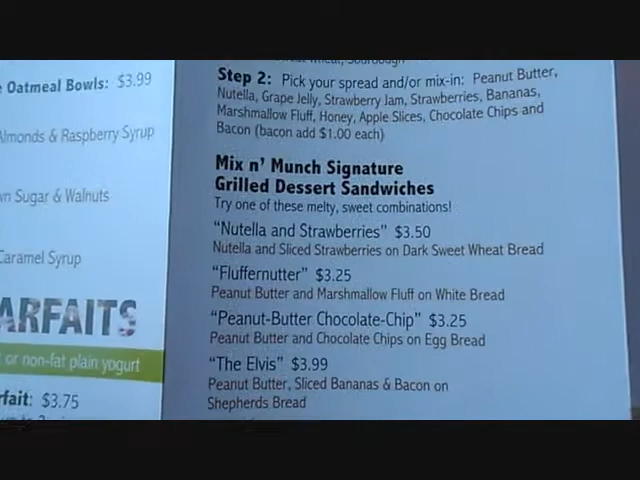 Oatmeal Bowls: $3.99
Almonds & Raspberry Syrup
Sugar & Walnuts
Caramel Syrup
ARFAITS
or non-fat plain yogurt
$3.75
Step 2: Pick your spread and/or mix-in: Peanut Butter,
Nutella, Grape Jelly, Strawberry Jam, Strawberries, Bananas,
Marshmallow Fluff, Honey, Apple Slices, Chocolate Chips and
Bacon (bacon add $1.00 each)
Mix n' Munch Signature
Grilled Dessert Sandwiches
Try one of these melty, sweet combinations!
"Nutella and Strawberries" $3.50
Nutella and Sliced Strawberries on Dark Sweet Wheat Bread
"Fluffernutter" $3.25
Peanut Butter and Marshmallow Fluff on White Bread
"Peanut-Butter Chocolate-Chip" $3.25
Peanut Butter and Chocolate Chips on Egg Bread
"The Elvis" $3.99
Peanut Butter, Sliced Bananas & Bacon on
Shepherds Bread